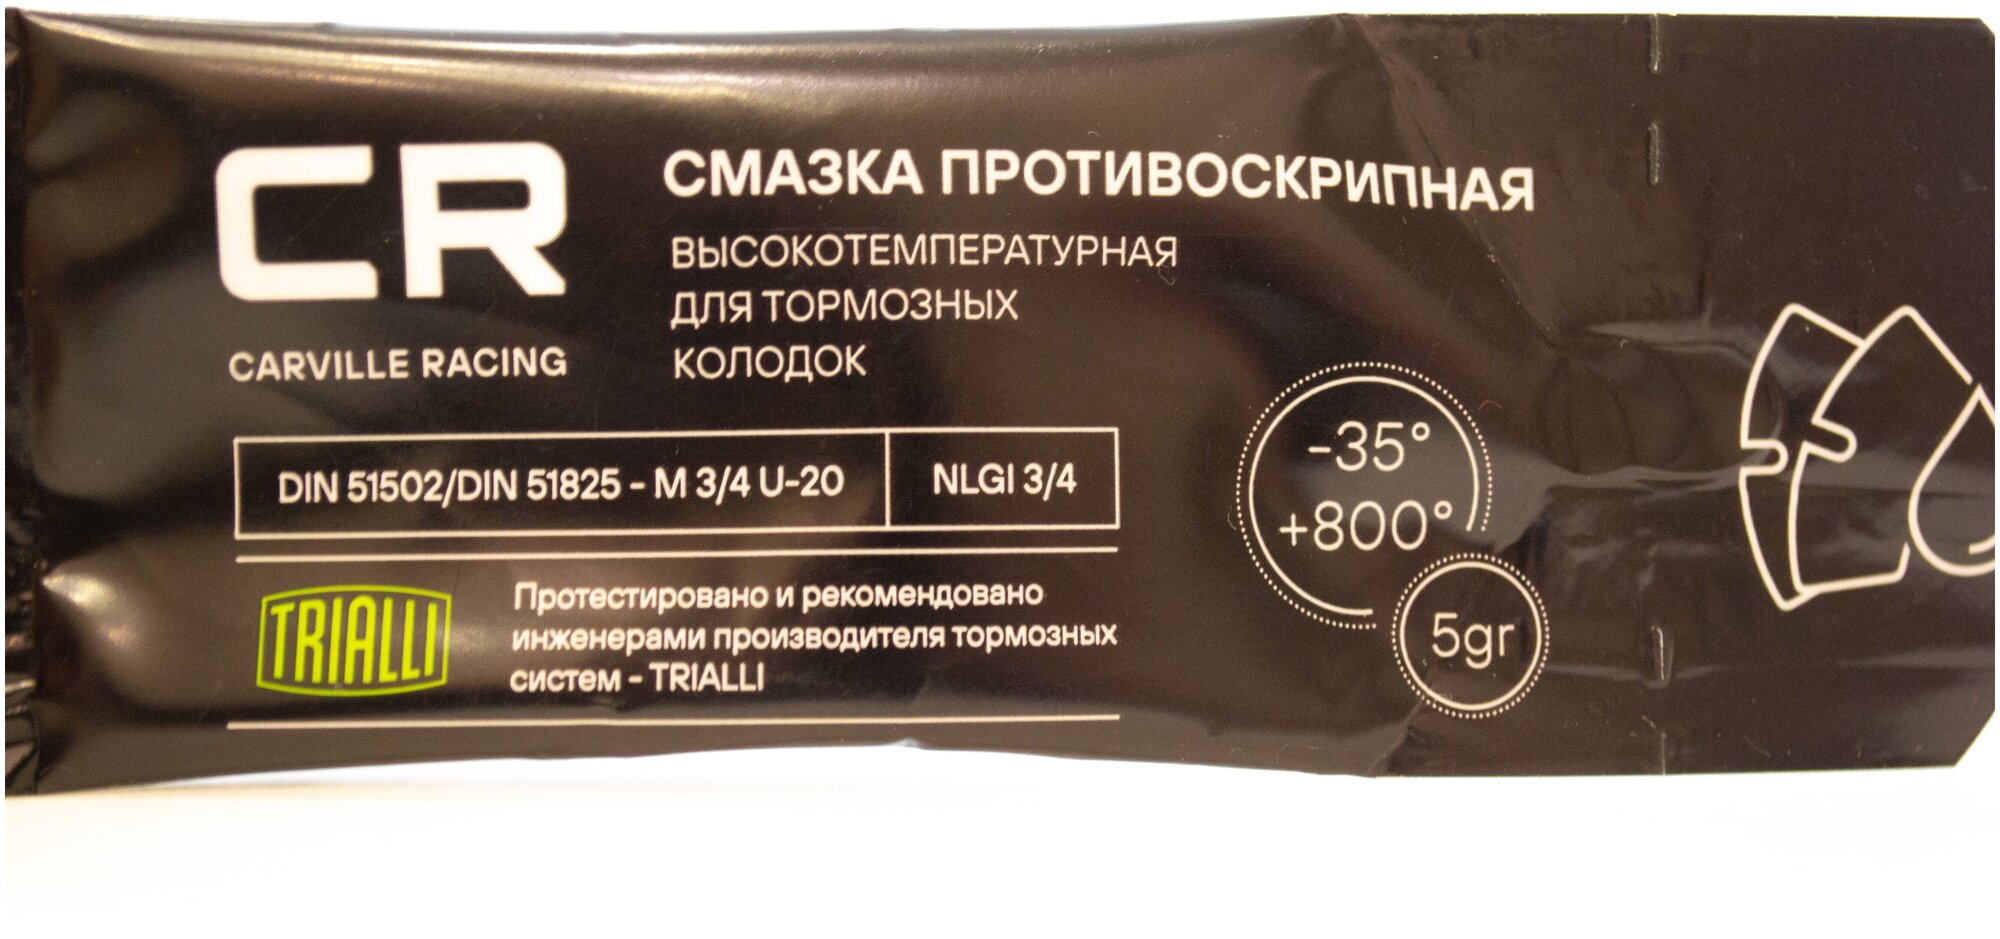 CR
CARVILLE RACING
СМАЗКА ПРОТИВОСКРИПНАЯ
ВЫСОКОТЕМПЕРАТУРНАЯ
ДЛЯ ТОРМОЗНЫХ
КОЛОДОК
DIN 51502/DIN 51825 - M 3/4 U-20
NLGI 3/4
-35°
+800°
5gr
TRIALLI
Протестировано и рекомендовано
инженерами производителя тормозных
систем - TRIALLI